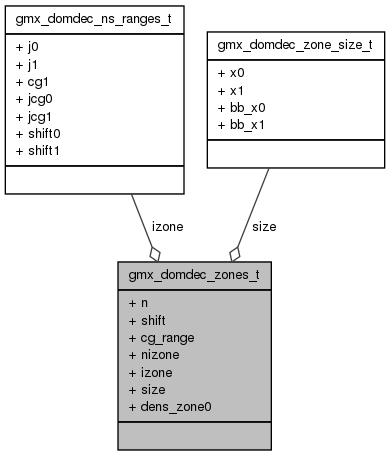 gmx_domdec_ns_ranges_t
+ j0
+ j1
+ cg1
+ jcg0
+ jcg1
+ shift0
+ shift1
gmx_domdec_zone_size_t
+ x0
+ x1
+ bb_x0
+ bb_x1
izone
size
gmx_domdec_zones_t
+ n
+ shift
+ cg_range
+ nizone
+ izone
+ size
+ dens_zone0